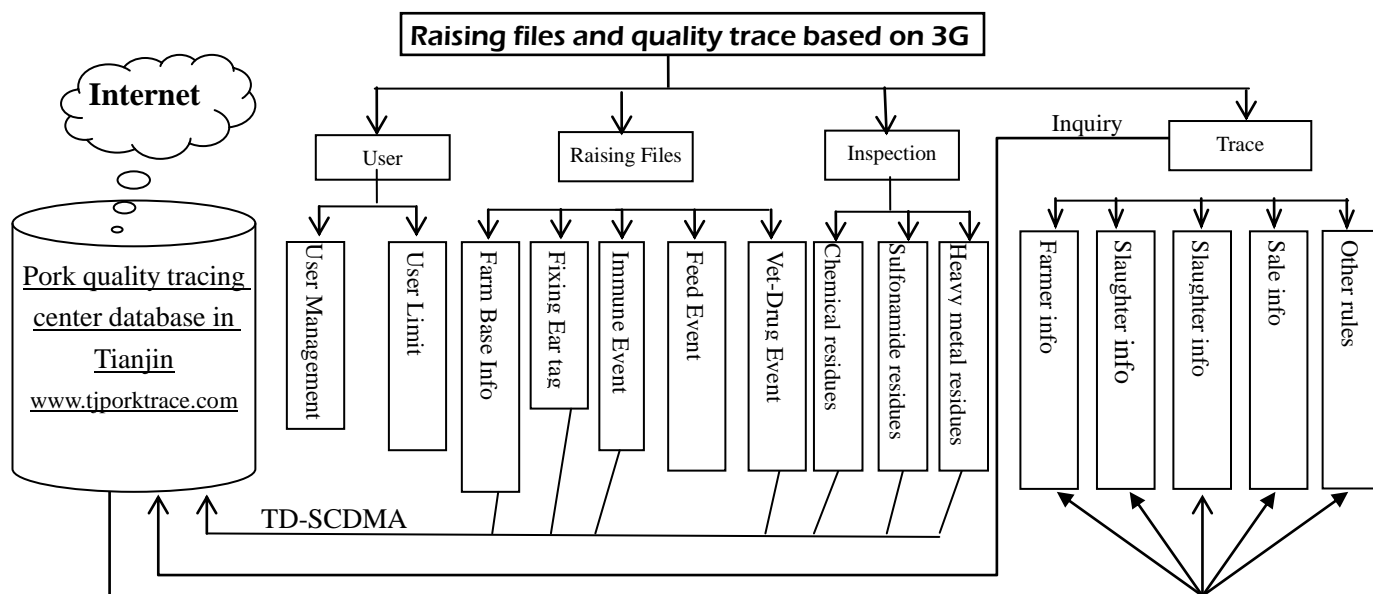 Raising files and quality trace based on 3G
Internet
Inquiry
User
Raising Files
Inspection
Trace
Pork quality tracing
center database in
Tianjin
www.tjporktrace.com
User Management
User Limit
Farm Base Info
Fixing Ear tag
Immune Event
Feed Event
Vet-Drug Event
Chemical residues
Sulfonamide residues
Heavy metal residues
Farmer info
Slaughter info
Slaughter info
Sale info
Other rules
TD-SCDMA